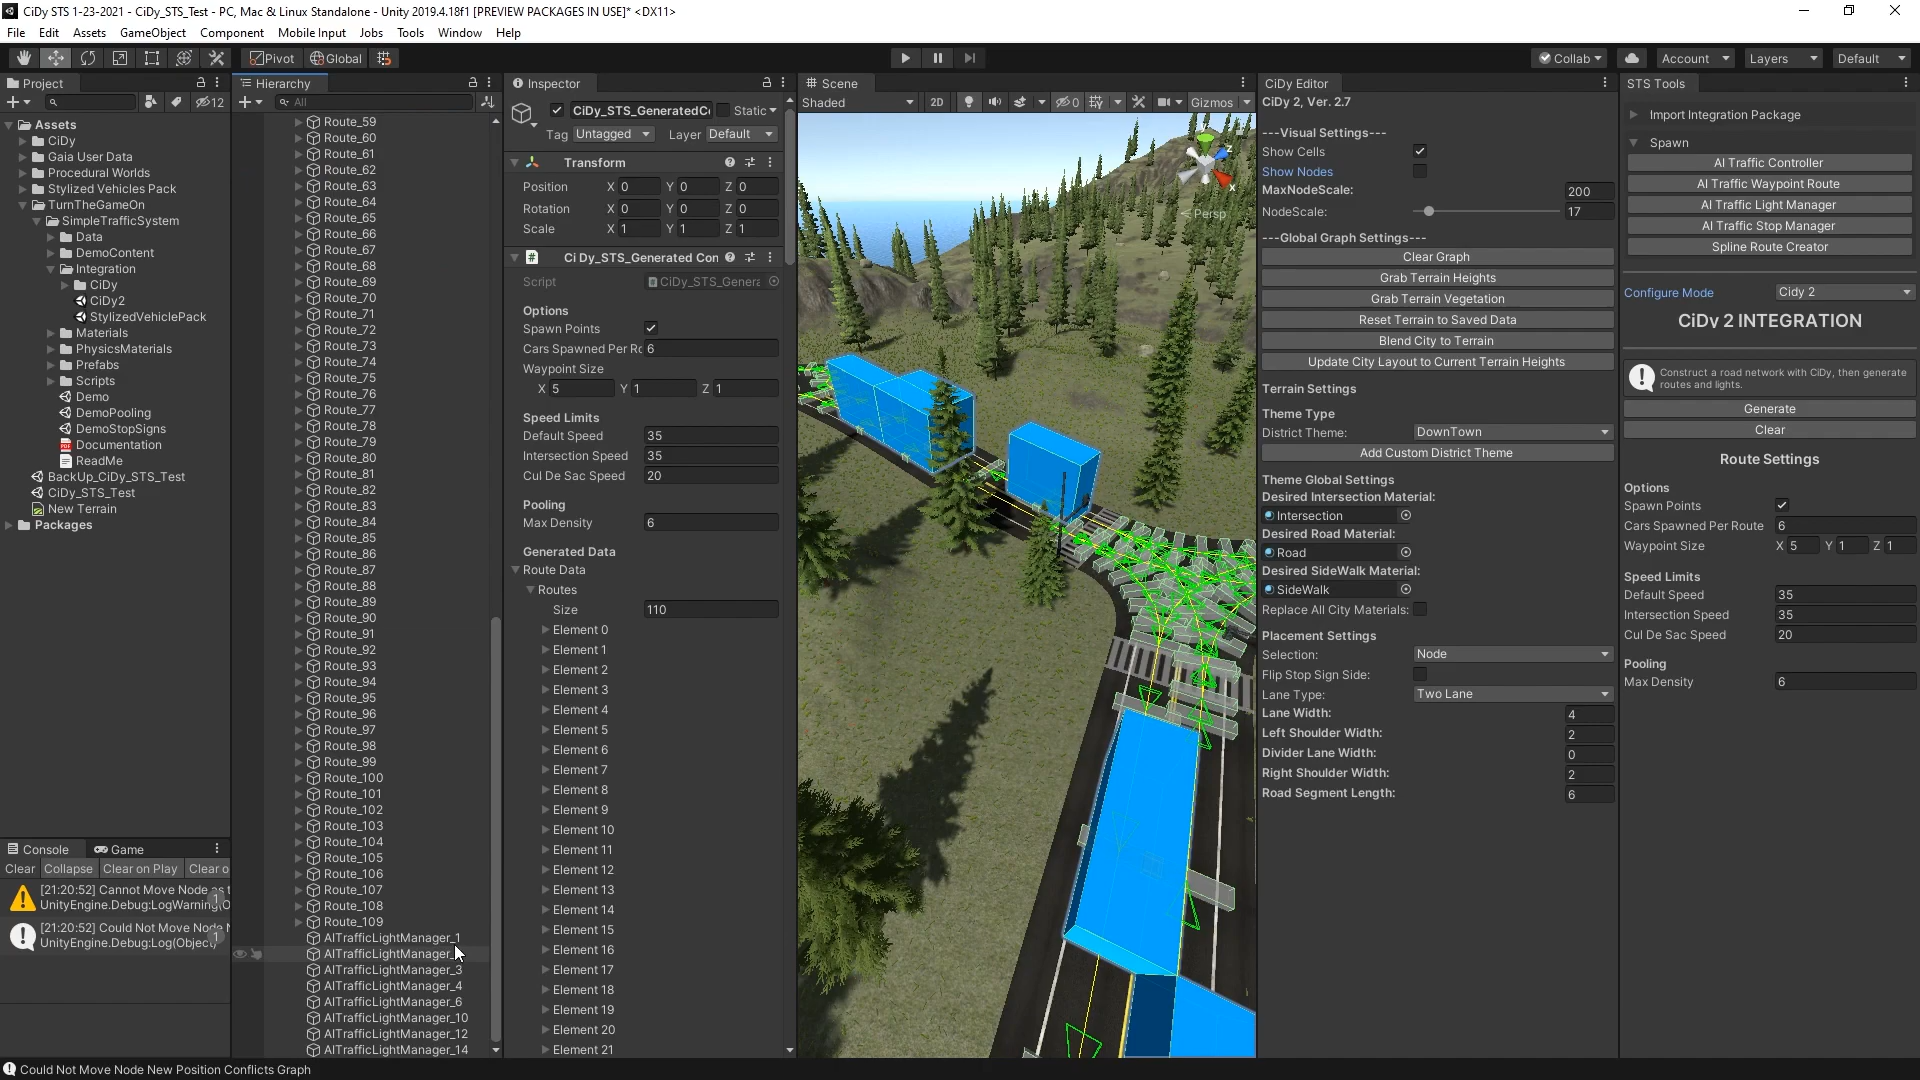 CiDy STS 1-23-2021 - CiDy_STS_Test - PC, Mac & Linux Standalone - Unity 2019.4.18f1 [PREVIEW PACKAGES IN USE]* <DX11>
File Edit Assets GameObject Component Mobile Input Jobs Tools Window Help
Pivot Global Collab Account Layers Default
Project
12
Assets
CiDy
Gaia User Data
Procedural Worlds
Stylized Vehicles Pack
TurnTheGameOn
SimpleTrafficSystem
Data
DemoContent
Integration
CiDy
CiDy2
StylizedVehiclePack
Materials
PhysicsMaterials
Prefabs
Scripts
Demo
DemoPooling
DemoStopSigns
Documentation
ReadMe
BackUp_CiDy_STS_Test
CiDy_STS_Test
New Terrain
Packages
Console Game
Clear Collapse Clear on Play Clear o
[21:20:52] Cannot Move Node as t
UnityEngine.Debug:LogWarning(O
1
[21:20:52] Could Not Move Node N
UnityEngine.Debug:Log(Object)
1
Hierarchy
All
Route_59
Route_60
Route_61
Route_62
Route_63
Route_64
Route_65
Route_66
Route_67
Route_68
Route_69
Route_70
Route_71
Route_72
Route_73
Route_74
Route_75
Route_76
Route_77
Route_78
Route_79
Route_80
Route_81
Route_82
Route_83
Route_84
Route_85
Route_86
Route_87
Route_88
Route_89
Route_90
Route_91
Route_92
Route_93
Route_94
Route_95
Route_96
Route_97
Route_98
Route_99
Route_100
Route_101
Route_102
Route_103
Route_104
Route_105
Route_106
Route_107
Route_108
Route_109
AITrafficLightManager_1
AITrafficLightManager_
AITrafficLightManager_3
AITrafficLightManager_4
AITrafficLightManager_6
AITrafficLightManager_10
AITrafficLightManager_12
AITrafficLightManager_14
Inspector
CiDy_STS_GeneratedCo Static
Tag Untagged Layer Default
Transform
Position X 0 Y 0 Z 0
Rotation X 0 Y 0 Z 0
Scale X 1 Y 1 Z 1
Ci Dy_STS_Generated Con
Script CiDy_STS_Genera
Options
Spawn Points
Cars Spawned Per Ro 6
Waypoint Size
X 5 Y 1 Z 1
Speed Limits
Default Speed 35
Intersection Speed 35
Cul De Sac Speed 20
Pooling
Max Density 6
Generated Data
Route Data
Routes
Size 110
Element 0
Element 1
Element 2
Element 3
Element 4
Element 5
Element 6
Element 7
Element 8
Element 9
Element 10
Element 11
Element 12
Element 13
Element 14
Element 15
Element 16
Element 17
Element 18
Element 19
Element 20
Element 21
Scene
Shaded 2D 0 Gizmos
Z
x
Persp
CiDy Editor
CiDy 2, Ver. 2.7
---Visual Settings---
Show Cells
Show Nodes
MaxNodeScale: 200
NodeScale: 17
---Global Graph Settings---
Clear Graph
Grab Terrain Heights
Grab Terrain Vegetation
Reset Terrain to Saved Data
Blend City to Terrain
Update City Layout to Current Terrain Heights
Terrain Settings
Theme Type
District Theme: DownTown
Add Custom District Theme
Theme Global Settings
Desired Intersection Material:
Intersection
Desired Road Material:
Road
Desired SideWalk Material:
SideWalk
Replace All City Materials:
Placement Settings
Selection: Node
Flip Stop Sign Side:
Lane Type: Two Lane
Lane Width: 4
Left Shoulder Width: 2
Divider Lane Width: 0
Right Shoulder Width: 2
Road Segment Length: 6
STS Tools
Import Integration Package
Spawn
AI Traffic Controller
AI Traffic Waypoint Route
AI Traffic Light Manager
AI Traffic Stop Manager
Spline Route Creator
Configure Mode Cidy 2
CiDy 2 INTEGRATION
Construct a road network with CiDy, then generate
routes and lights.
Generate
Clear
Route Settings
Options
Spawn Points
Cars Spawned Per Route 6
Waypoint Size X 5 Y 1 Z 1
Speed Limits
Default Speed 35
Intersection Speed 35
Cul De Sac Speed 20
Pooling
Max Density 6
Could Not Move Node New Position Conflicts Graph